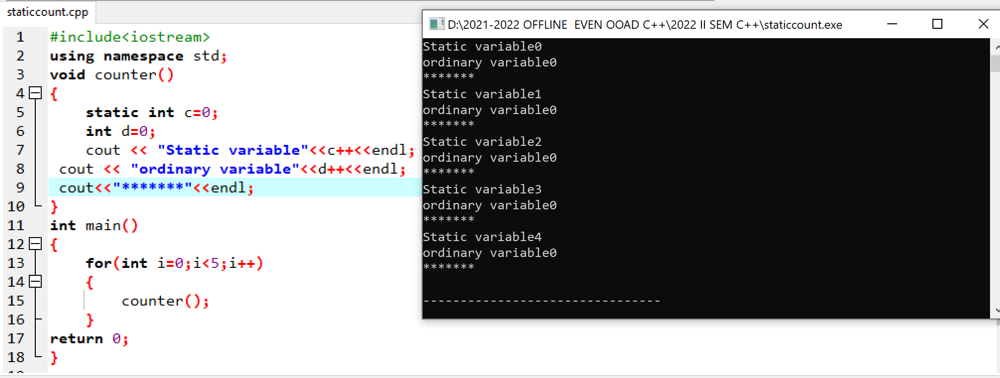 staticcount.cpp
1 #include<iostream>
2 using namespace std;
3 void counter()
4 {
5     static int c=0;
6     int d=0;
7     cout << "Static variable"<<c++<<endl;
8  cout << "ordinary variable"<<d++<<endl;
9  cout<<"*******"<<endl;
10 }
11 int main()
12 {
13     for(int i=0;i<5;i++)
14     {
15         counter();
16     }
17 return 0;
18 }
D:\2021-2022 OFFLINE  EVEN OOAD C++\2022 II SEM C++\staticcount.exe
Static variable0
ordinary variable0
*******
Static variable1
ordinary variable0
*******
Static variable2
ordinary variable0
*******
Static variable3
ordinary variable0
*******
Static variable4
ordinary variable0
*******
--------------------------------